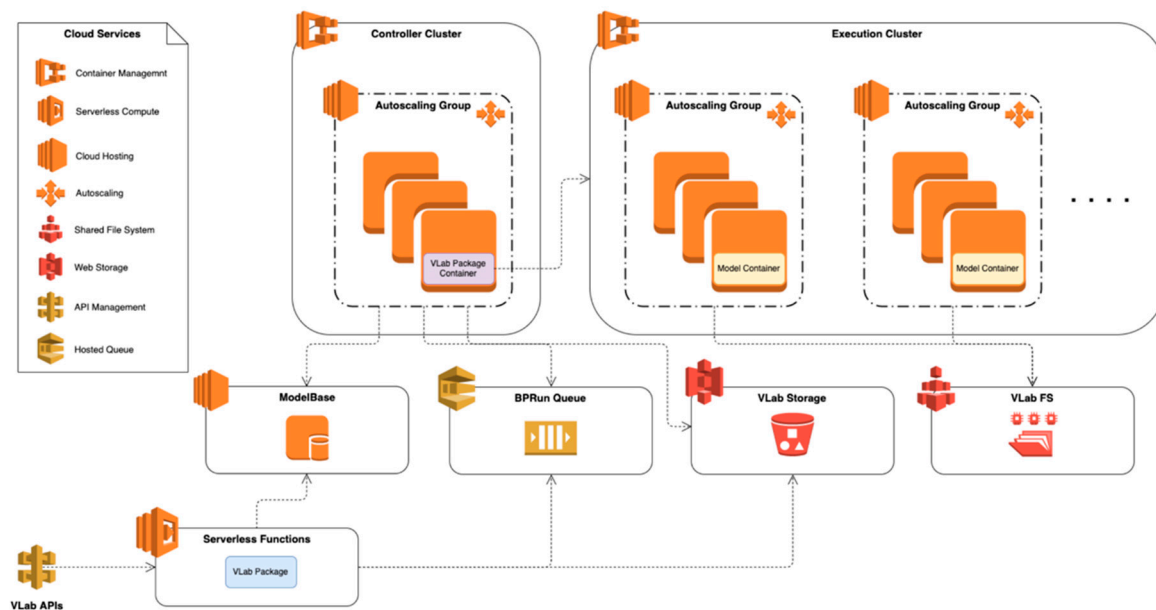 Cloud Services
Container Managemnt
Serverless Compute
Cloud Hosting
Autoscaling
Shared File System
Web Storage
API Management
Hosted Queue
Controller Cluster
Autoscaling Group
VLab Package
Container
Execution Cluster
Autoscaling Group
Model Container
Autoscaling Group
Model Container
. . . .
ModelBase
BPRun Queue
VLab Storage
VLab FS
Serverless Functions
VLab Package
VLab APIs